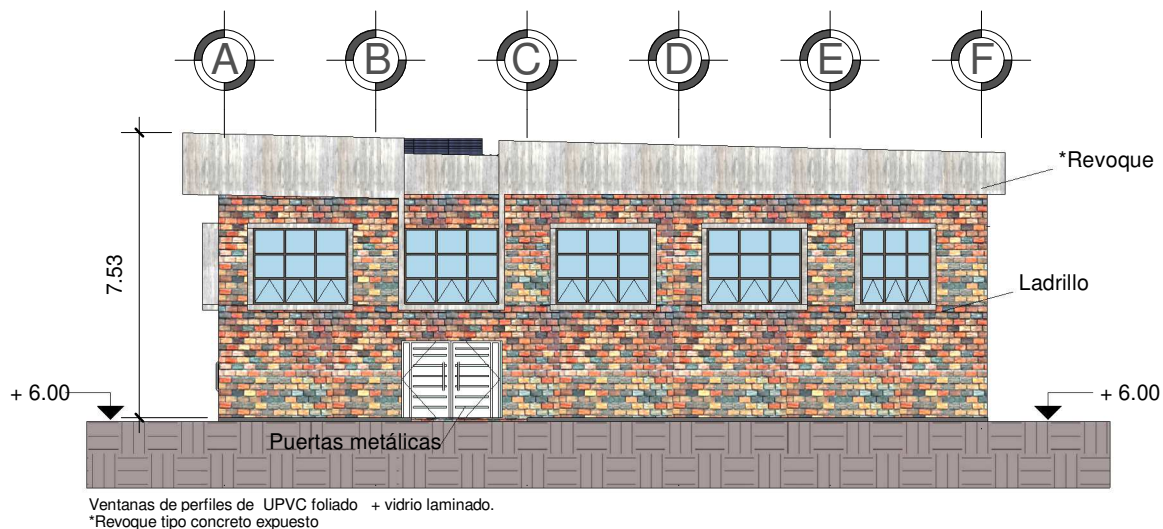 A B C D E F
*Revoque
7.53
Ladrillo
+ 6.00
+ 6.00
Puertas metálicas
Ventanas de perfiles de UPVC foliado + vidrio laminado.
*Revoque tipo concreto expuesto